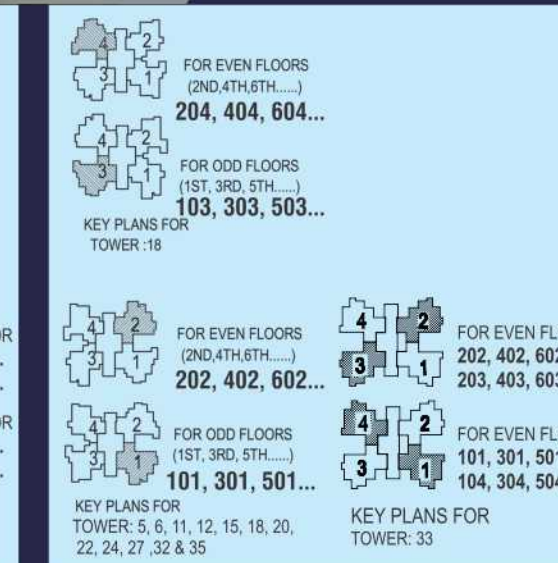 4 2
3 1
FOR EVEN FLOORS
(2ND,4TH,6TH......)
204, 404, 604...
4 2
3 1
FOR ODD FLOORS
(1ST, 3RD, 5TH......)
103, 303, 503...
KEY PLANS FOR
TOWER :18
4 2
3 1
FOR EVEN FLOORS
(2ND,4TH,6TH......)
202, 402, 602...
4 2
3 1
FOR ODD FLOORS
(1ST, 3RD, 5TH......)
101, 301, 501...
KEY PLANS FOR
TOWER: 5, 6, 11, 12, 15, 18, 20,
22, 24, 27 ,32 & 35
4 2
3 1
FOR EVEN FL
202, 402, 602
203, 403, 603
4 2
3 1
FOR EVEN FL
101, 301, 501
104, 304, 504
KEY PLANS FOR
TOWER: 33